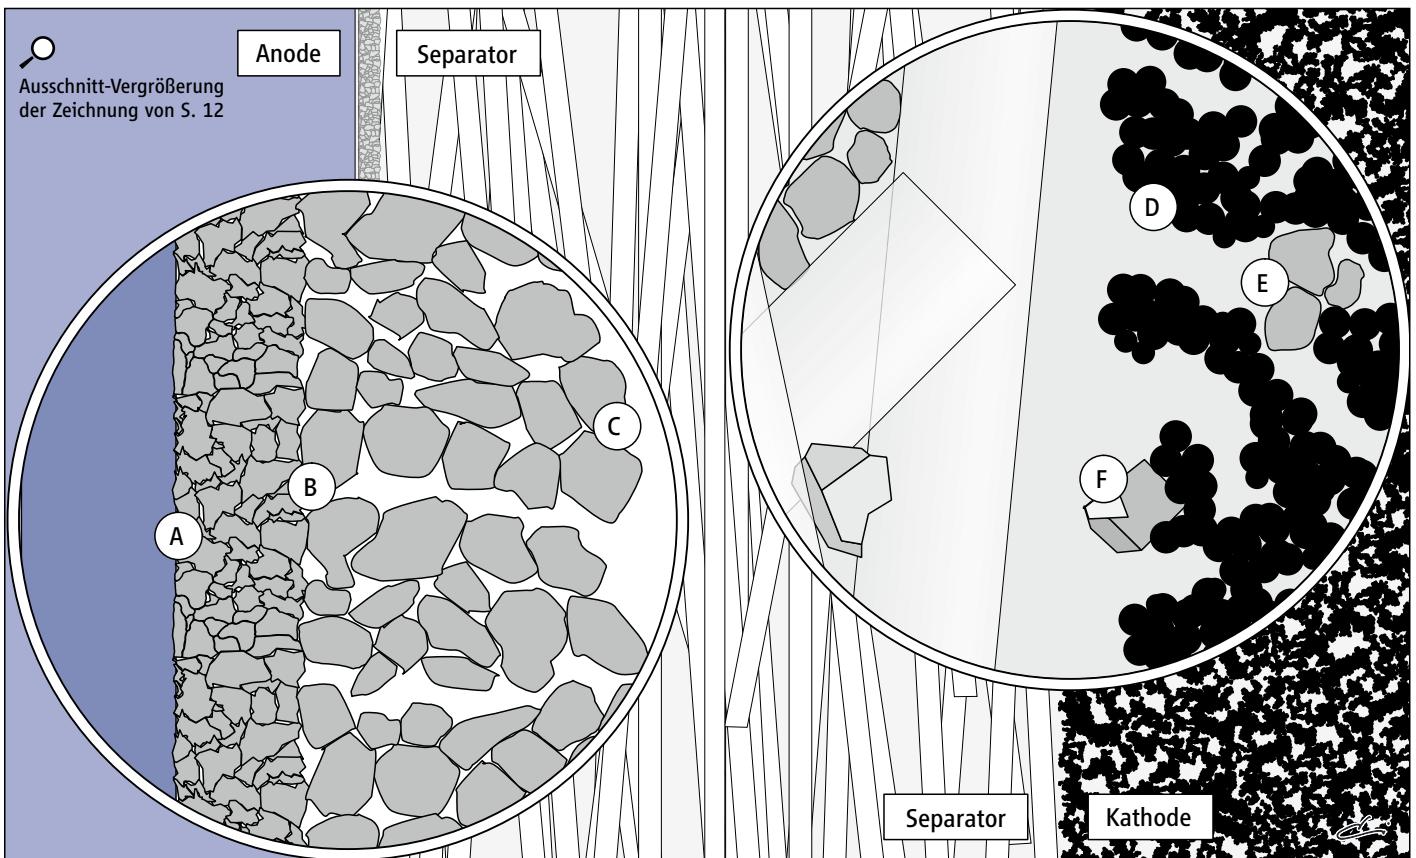 Anode
Separator
Ausschnitt-Vergrößerung
der Zeichnung von S. 12
A
B
C
D
E
F
Separator
Kathode